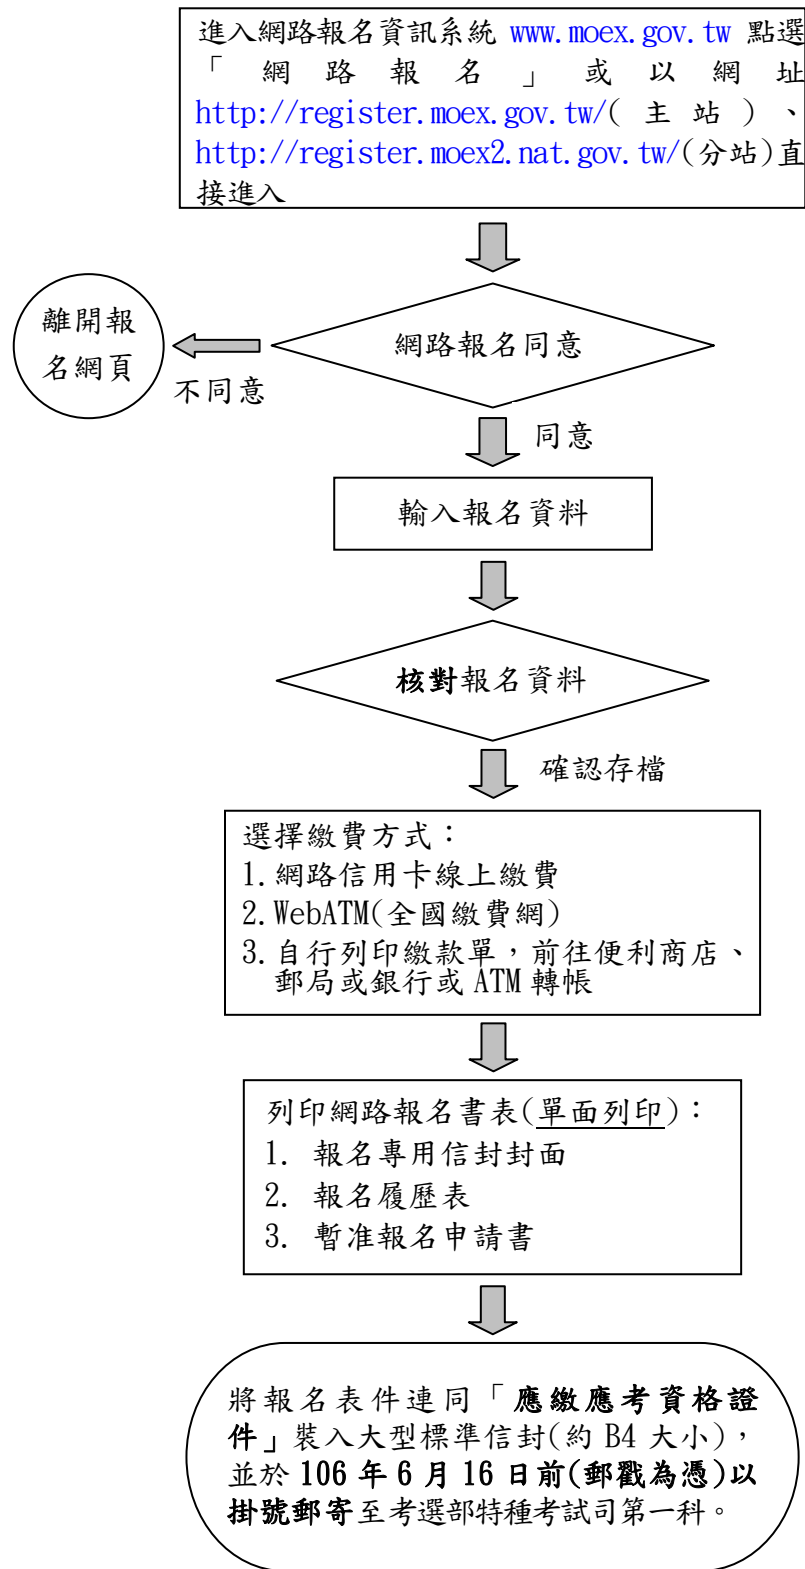 進入網路報名資訊系統 www.moex.gov.tw 點選
「網路報名」或以網址
http://register.moex.gov.tw/(主站)、
http://register.moex2.nat.gov.tw/(分站)直
接進入
離開報
名網頁
不同意
網路報名同意
同意
輸入報名資料
核對報名資料
確認存檔
選擇繳費方式：
1.網路信用卡線上繳費
2.WebATM(全國繳費網)
3.自行列印繳款單，前往便利商店、
郵局或銀行或 ATM 轉帳
列印網路報名書表(單面列印)：
1. 報名專用信封封面
2. 報名履歷表
3. 暫准報名申請書
將報名表件連同「應繳應考資格證
件」裝入大型標準信封(約 B4 大小)，
並於 106 年 6 月 16 日前(郵戳為憑)以
掛號郵寄至考選部特種考試司第一科。